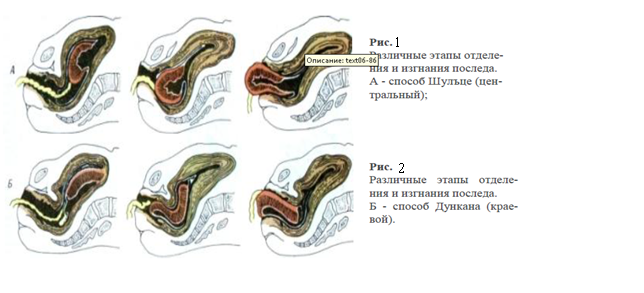 А
Рис. 1
Различные этапы отделе-
ния и изгнания последа.
А - способ Шульце (цен-
тральный);
Описание: text86-86
Б
Рис. 2
Различные этапы отделе-
ния и изгнания последа.
Б - способ Дункана (крае-
вой).